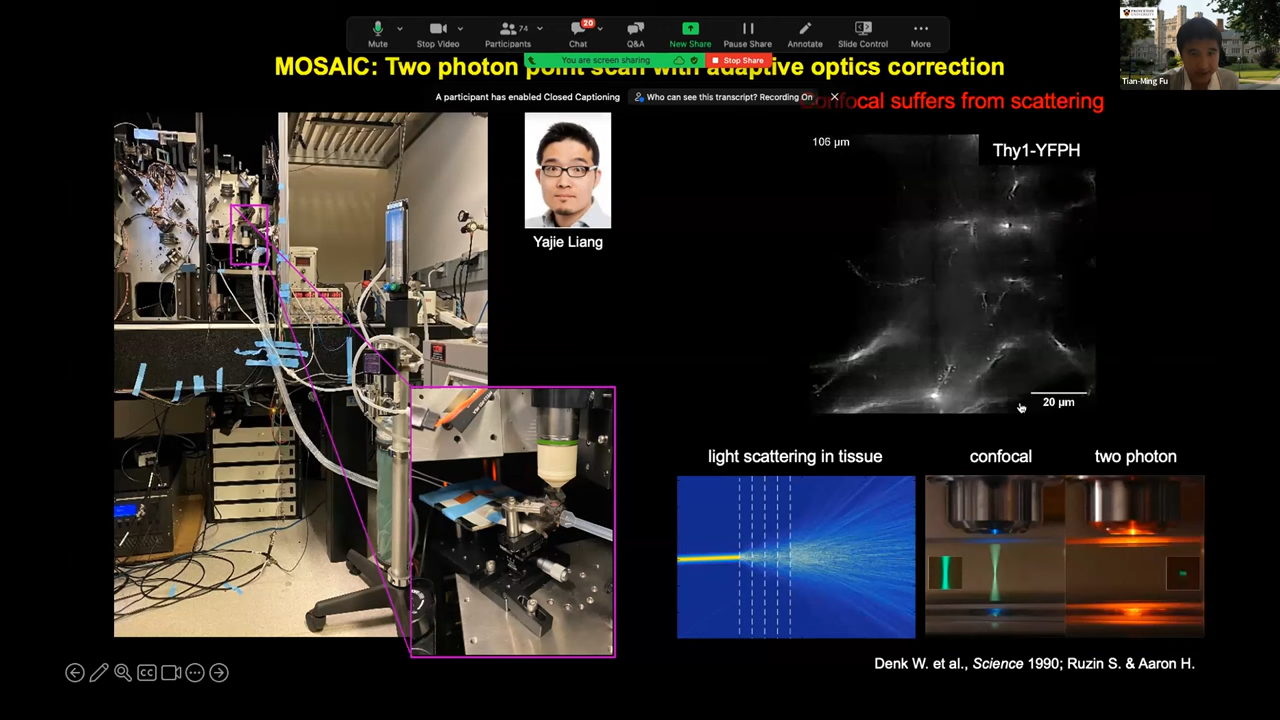 Mute
Stop Video
74
Participants
20
Chat
Q&A
New Share
Pause Share
Annotate
Slide Control
More
PRINCETON UNIVERSITY
Tian-Ming Fu
You are screen sharing
Stop Share
MOSAIC: Two photon point scan with adaptive optics correction
A participant has enabled Closed Captioning
Who can see this transcript? Recording On
Confocal suffers from scattering
106 µm
Thy1-YFPH
Yajie Liang
20 µm
light scattering in tissue
confocal
two photon
Denk W. et al., Science 1990; Ruzin S. & Aaron H.
CC